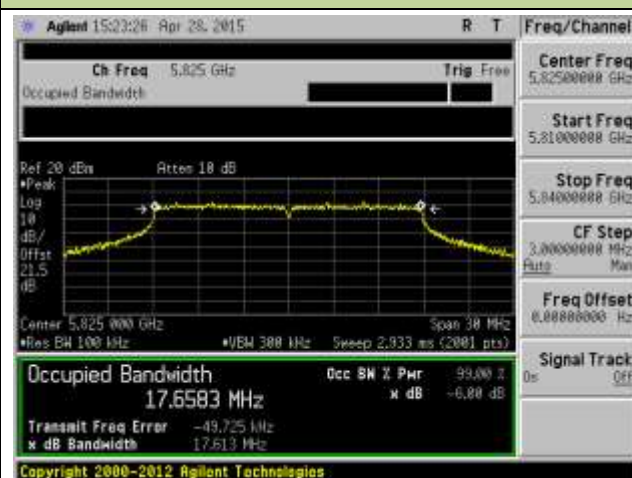 Agilent 15:23:26 Apr 28, 2015 R T
Freq/Channel
Ch Freq 5.825 GHz Trig Free
Occupied Bandwidth
Center Freq
5.82500000 GHz
Start Freq
5.81000000 GHz
Stop Freq
5.84000000 GHz
CF Step
3.00000000 MHz
Auto Man
Freq Offset
0.00000000 Hz
Signal Track
On Off
Ref 20 dBm Atten 10 dB
#Peak
Log
10
dB/
Offst
21.5
dB
Center 5.825 000 GHz Span 30 MHz
#Res BW 100 kHz #VBW 300 kHz Sweep 2.933 ms (2001 pts)
Occupied Bandwidth Occ BW % Pwr 99.00 %
17.6583 MHz x dB -6.00 dB
Transmit Freq Error -49.725 kHz
x dB Bandwidth 17.613 MHz
Copyright 2000-2012 Agilent Technologies